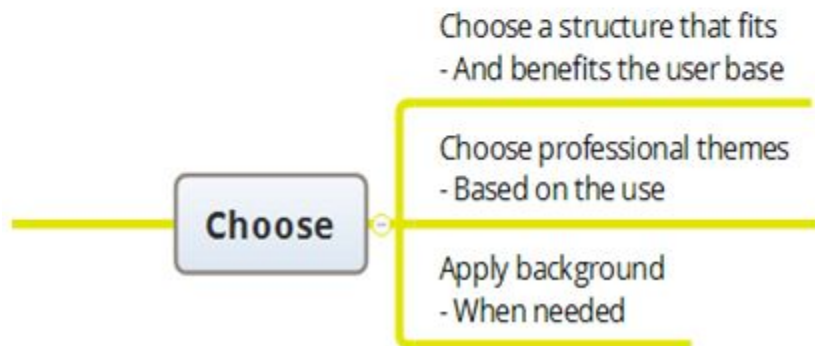 Choose a structure that fits
- And benefits the user base
Choose professional themes
- Based on the use
Choose
Apply background
- When needed